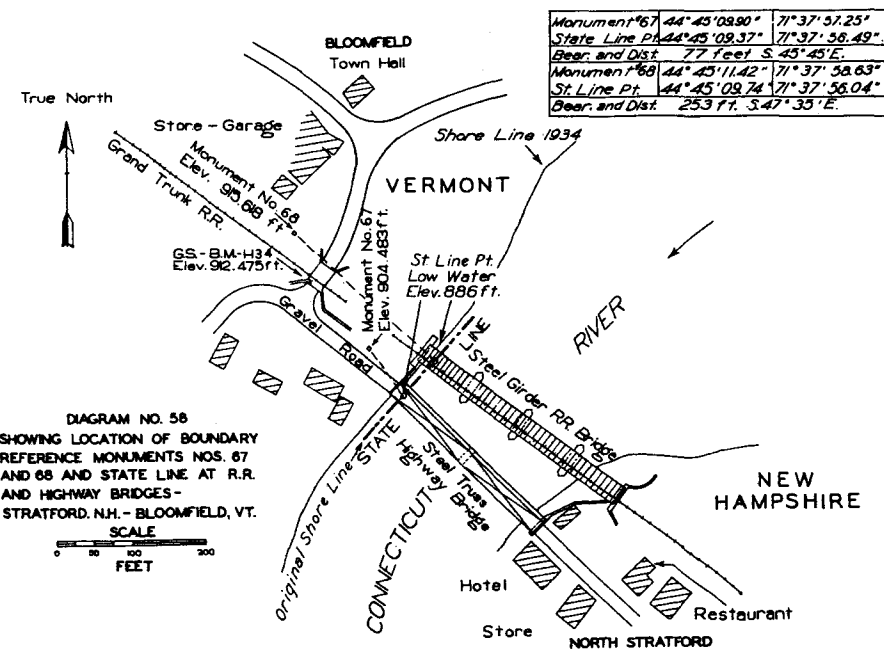 Monument #67 44°45'09.90" 71°37'57.25"
State Line Pt. 44°45'09.37" 71°37'56.49"
Bear. and Dist. 77 feet S. 45°45'E.
Monument #68 44°45'11.42" 71°37'58.63"
St. Line Pt. 44°45'09.74" 71°37'56.04"
Bear. and Dist. 253 ft. S.47°35'E.
BLOOMFIELD
Town Hall
True North
Store - Garage
Shore Line 1934
Monument No. 68
Elev. 915.618 ft
Grand Trunk R.R.
VERMONT
G.S.-B.M.-H34
Elev. 912.475 ft.
Monument No. 67
Elev. 904.483 ft.
St. Line Pt.
Low Water
Elev. 886 ft.
RIVER
Gravel
Road
LINE
Steel Girder R.R. Bridge
DIAGRAM NO. 58
SHOWING LOCATION OF BOUNDARY
REFERENCE MONUMENTS NOS. 67
AND 68 AND STATE LINE AT R.R.
AND HIGHWAY BRIDGES-
STRATFORD, N.H. - BLOOMFIELD, VT.
SCALE
0 50 100 200
FEET
STATE
Steel Truss
Highway Bridge
NEW
HAMPSHIRE
Original Shore Line
CONNECTICUT
Hotel
Restaurant
Store
NORTH STRATFORD